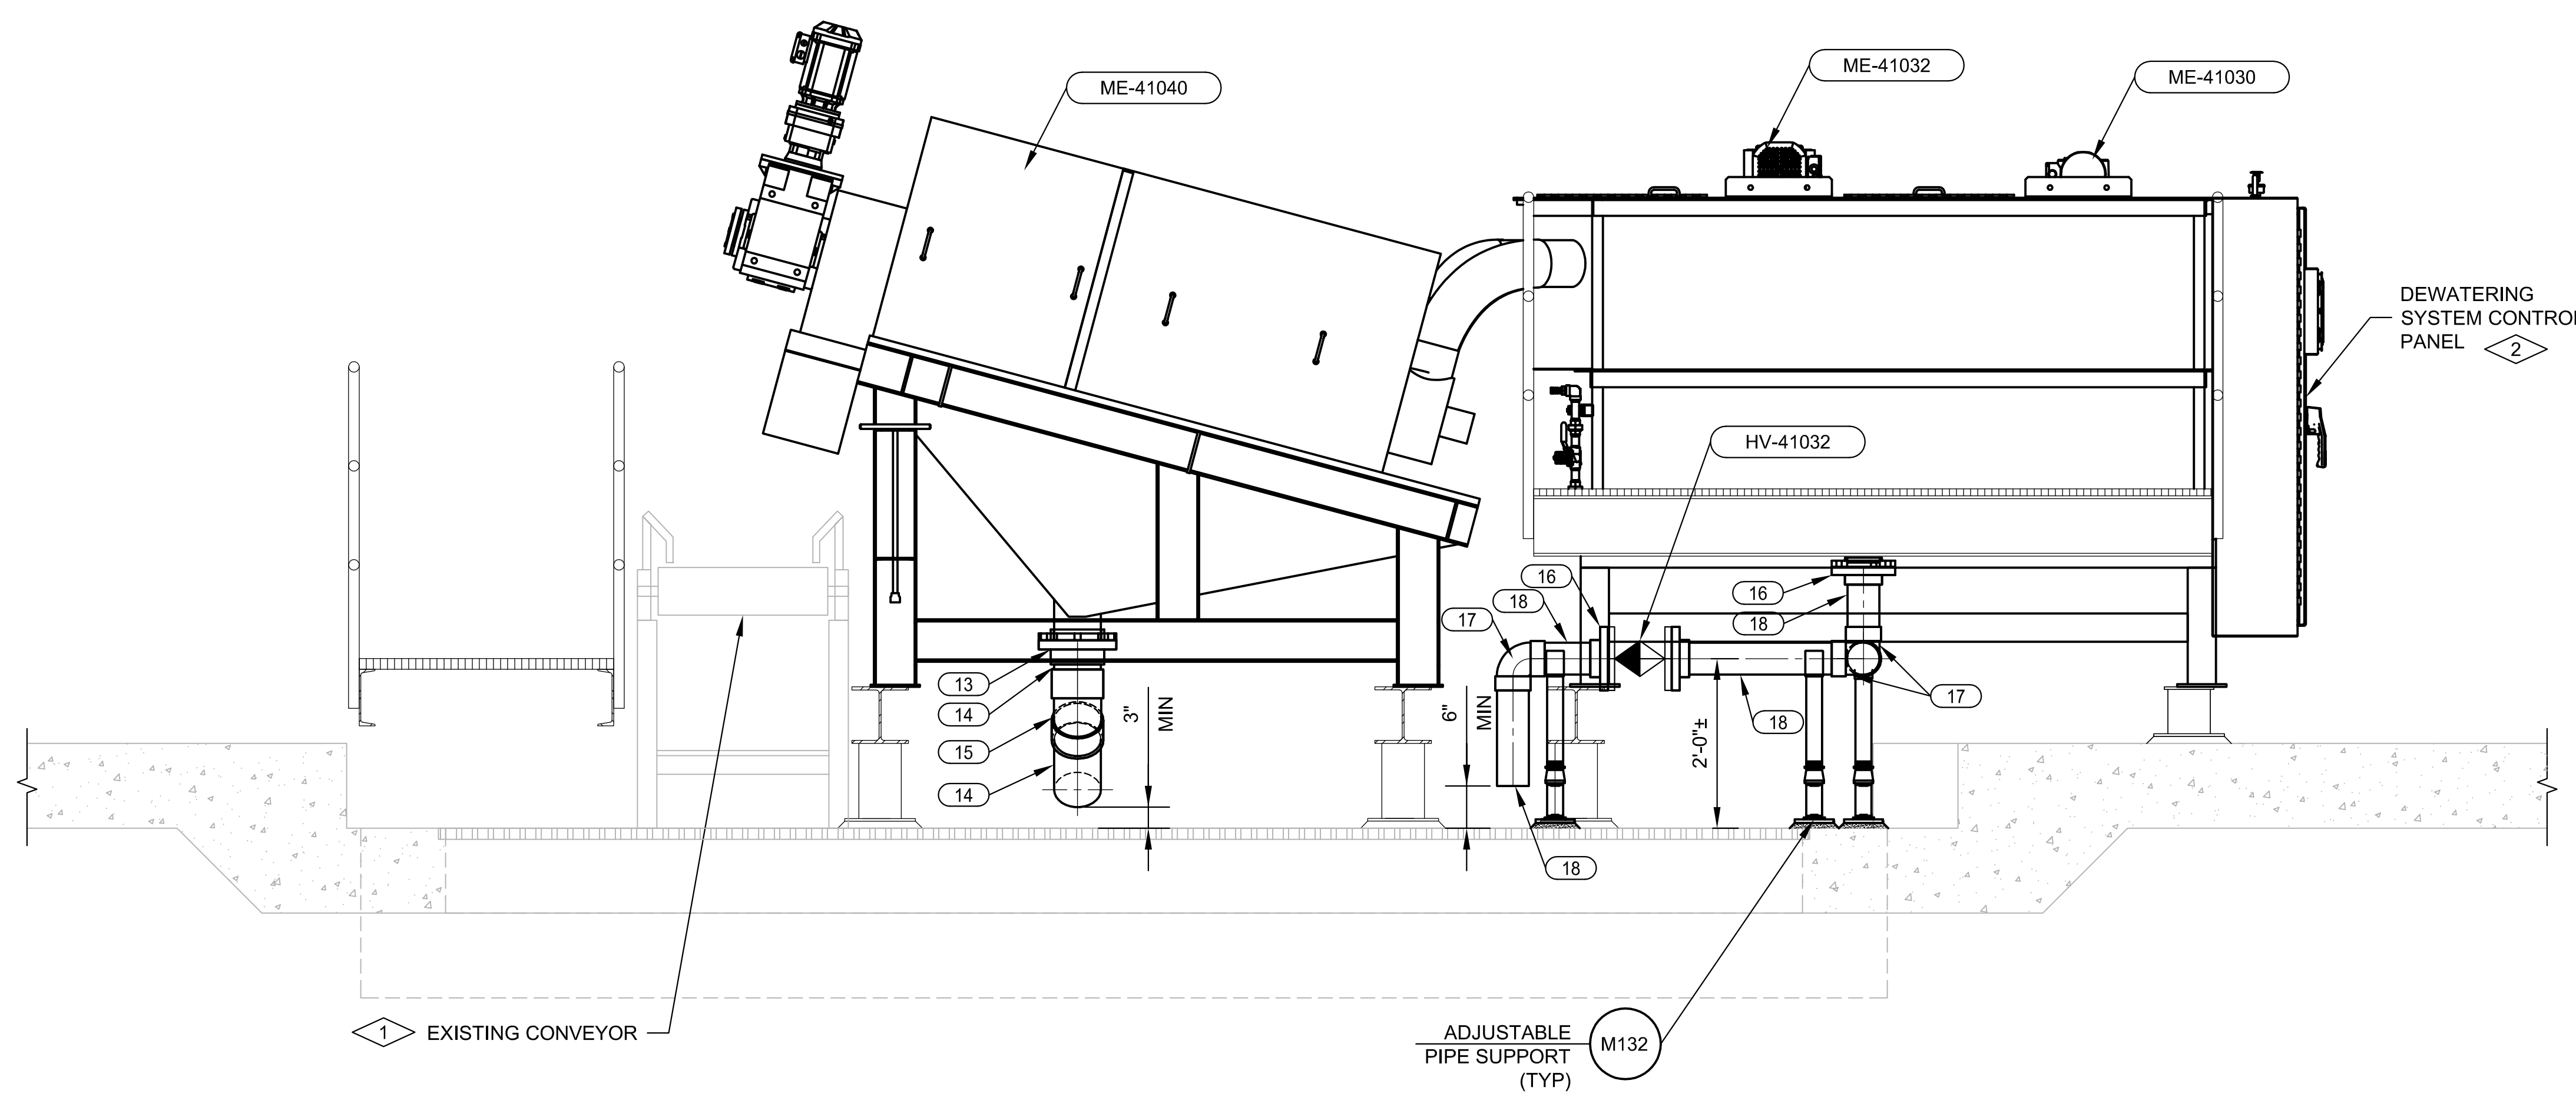 ME-41040
ME-41032
ME-41030
DEWATERING
SYSTEM CONTROL
PANEL
2
HV-41032
16
18
17
16
18
13
14
15
14
3"
MIN
6"
MIN
2'-0"±
18
17
18
1
EXISTING CONVEYOR
ADJUSTABLE
PIPE SUPPORT
(TYP)
M132